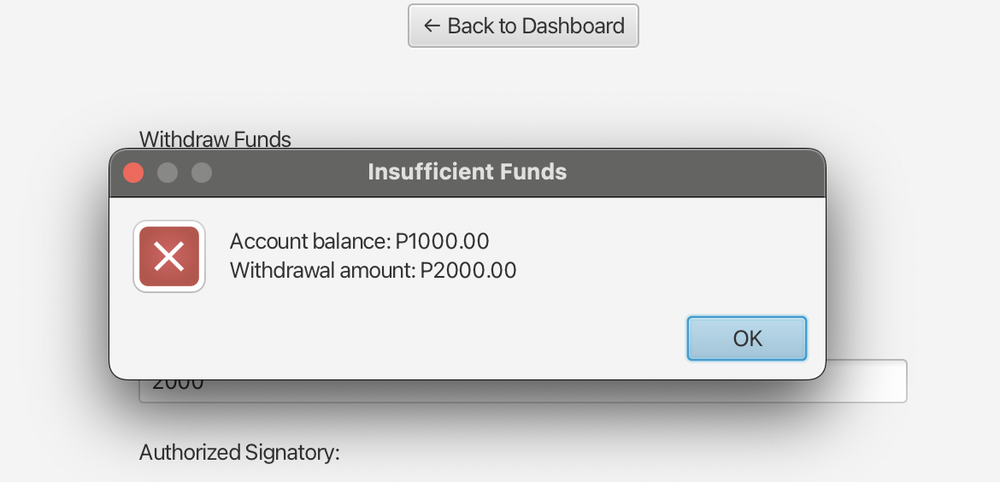 ← Back to Dashboard
Withdraw Funds
Insufficient Funds
Account balance: P1000.00
Withdrawal amount: P2000.00
OK
2000
Authorized Signatory: